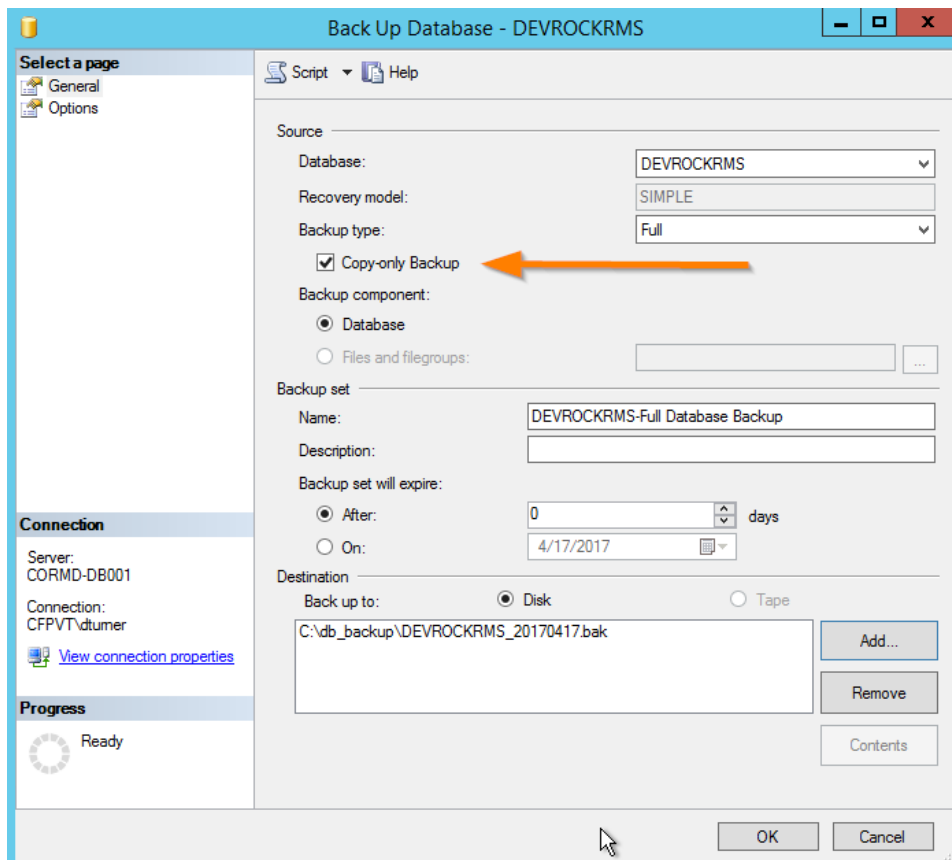 Back Up Database - DEVROCKRMS
x
Select a page
General
Options
Script
Help
Source
Database:
DEVROCKRMS
Recovery model:
SIMPLE
Backup type:
Full
Copy-only Backup
Backup component:
Database
Files and filegroups:
...
Backup set
Name:
DEVROCKRMS-Full Database Backup
Description:
Backup set will expire:
After:
0
days
On:
4/17/2017
Destination
Back up to:
Disk
Tape
C:\db_backup\DEVROCKRMS_20170417.bak
Add...
Remove
Contents
Connection
Server:
CORMD-DB001
Connection:
CFPVT\dturner
View connection properties
Progress
Ready
OK
Cancel